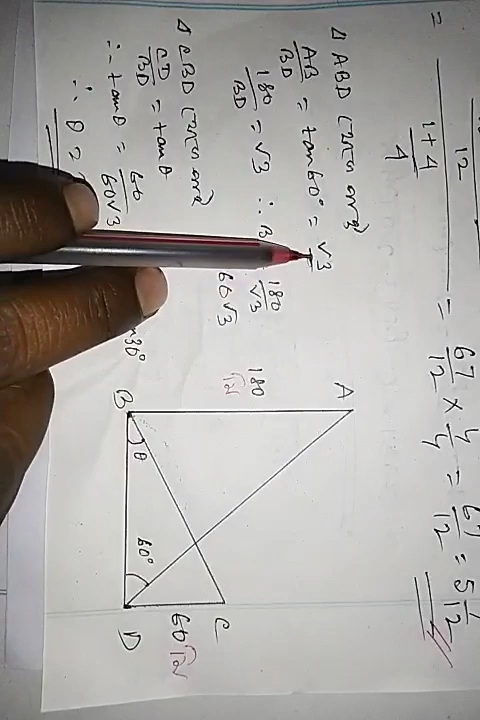 = 1+4/4 = 67/12 × 4/4 = 67/12 = 5 7/12
Δ ABD
AB/BD = tan60° = √3
180/BD = √3 ∴ B 180/√3
60√3
Δ CBD
CD/BD = tanθ
∴ tanθ = 60/60√3
∴ θ =
30°
A
180
B
θ
60°
D
60
C